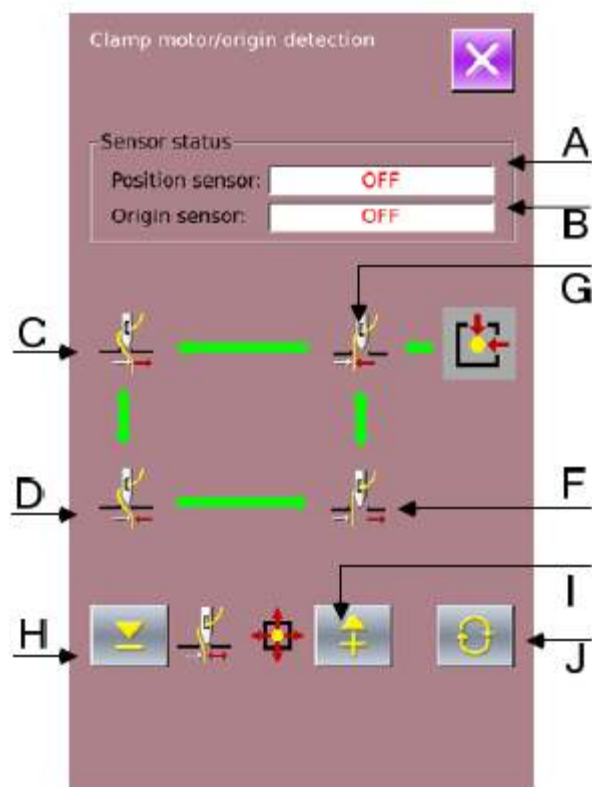 Clamp motor/origin detection
Sensor status
A
Position sensor: OFF
Origin sensor: OFF
B
G
C
D
F
I
H
J